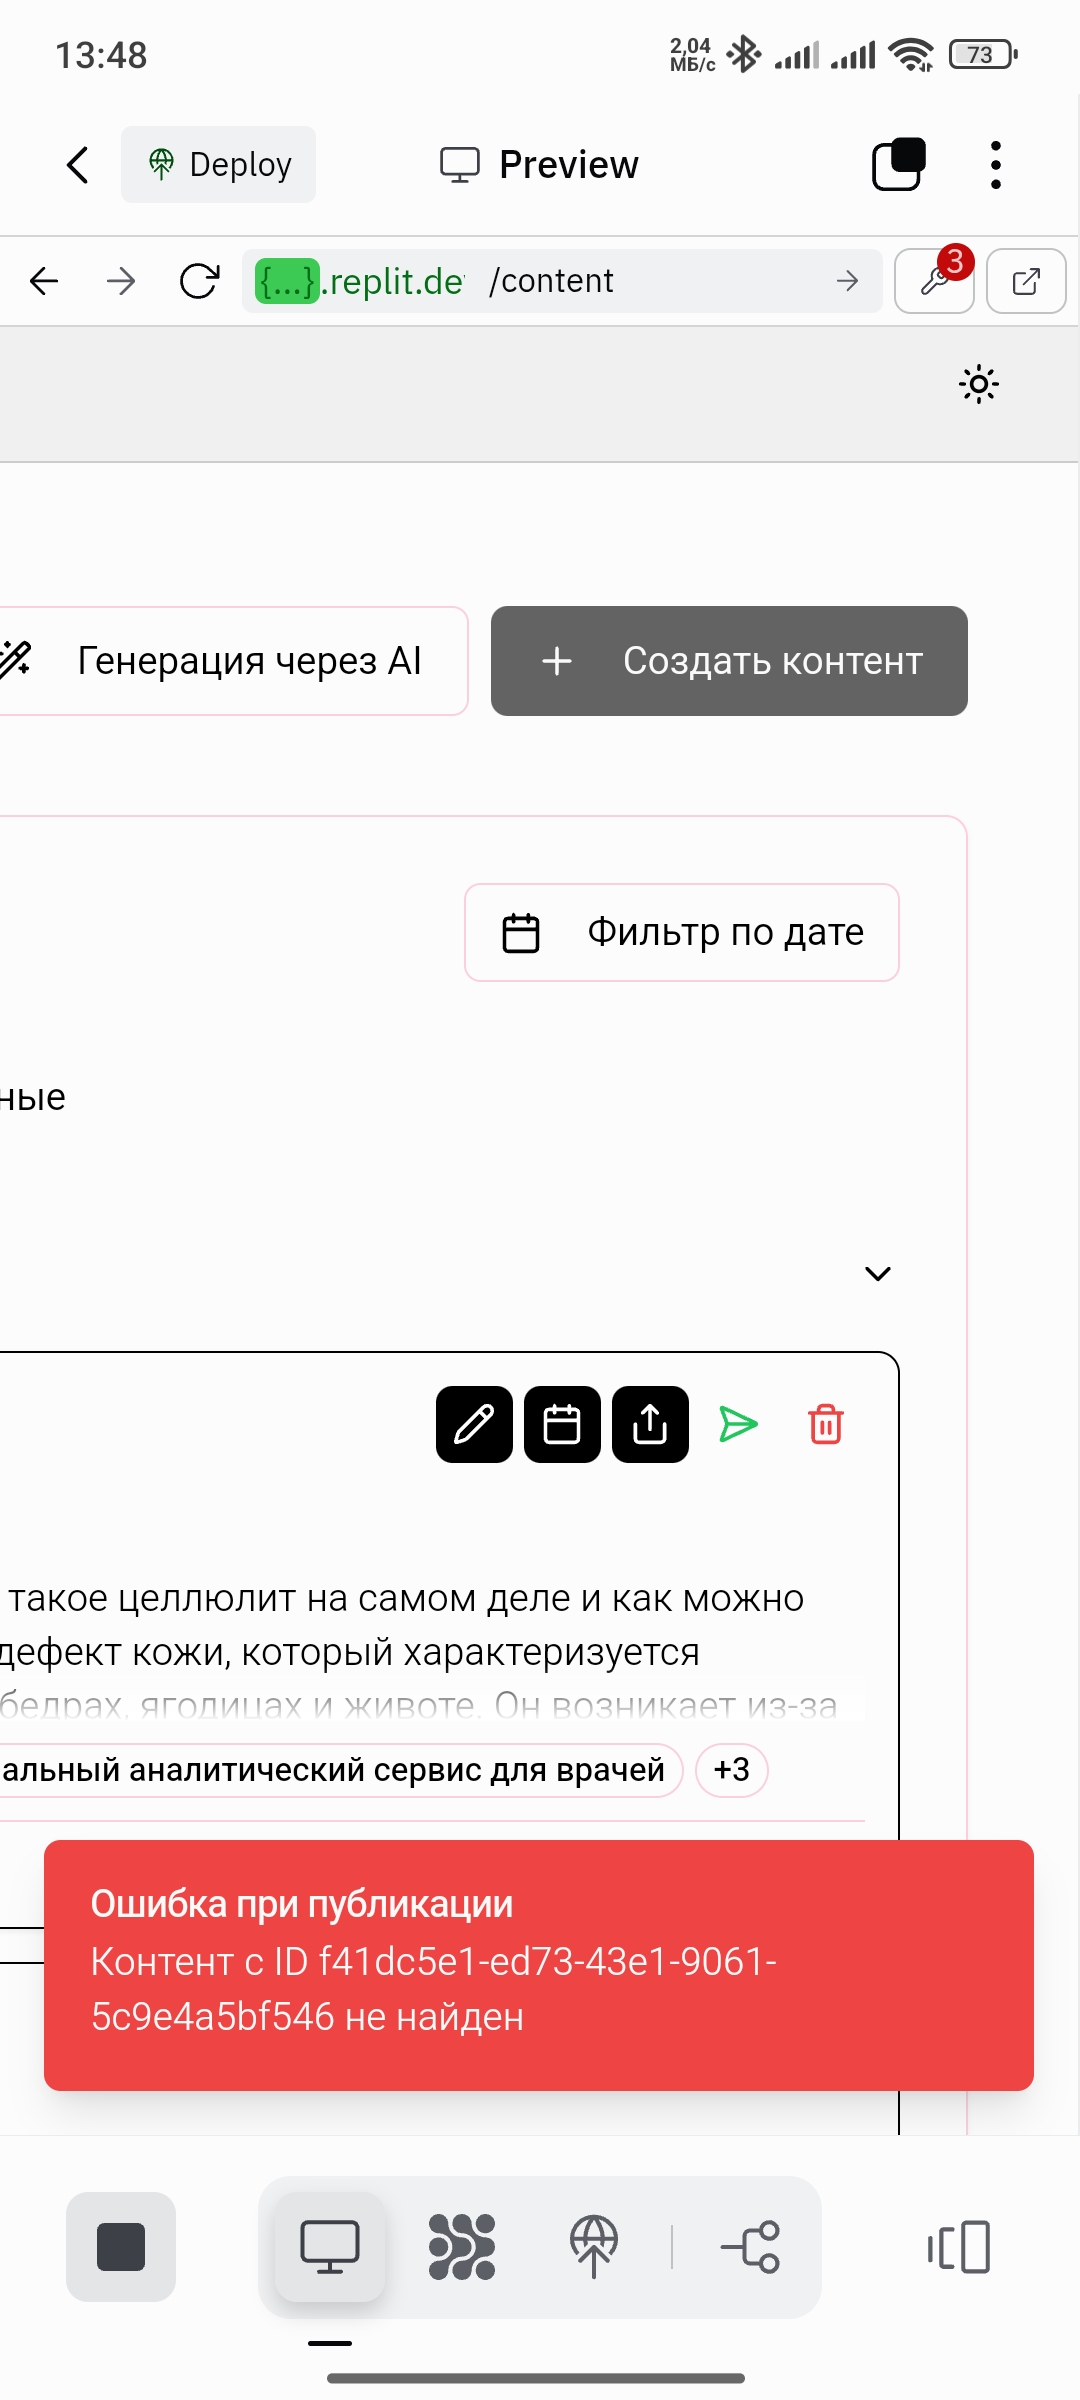 13:48
2,04
МБ/с
73
Deploy
Preview
{...}.replit.de /content
3
Генерация через AI
Создать контент
Фильтр по дате
ные
такое целлюлит на самом деле и как можно
дефект кожи, который характеризуется
бедрах, ягодицах и животе. Он возникает из-за
альный аналитический сервис для врачей
+3
Ошибка при публикации
Контент с ID f41dc5e1-ed73-43e1-9061-
5c9e4a5bf546 не найден